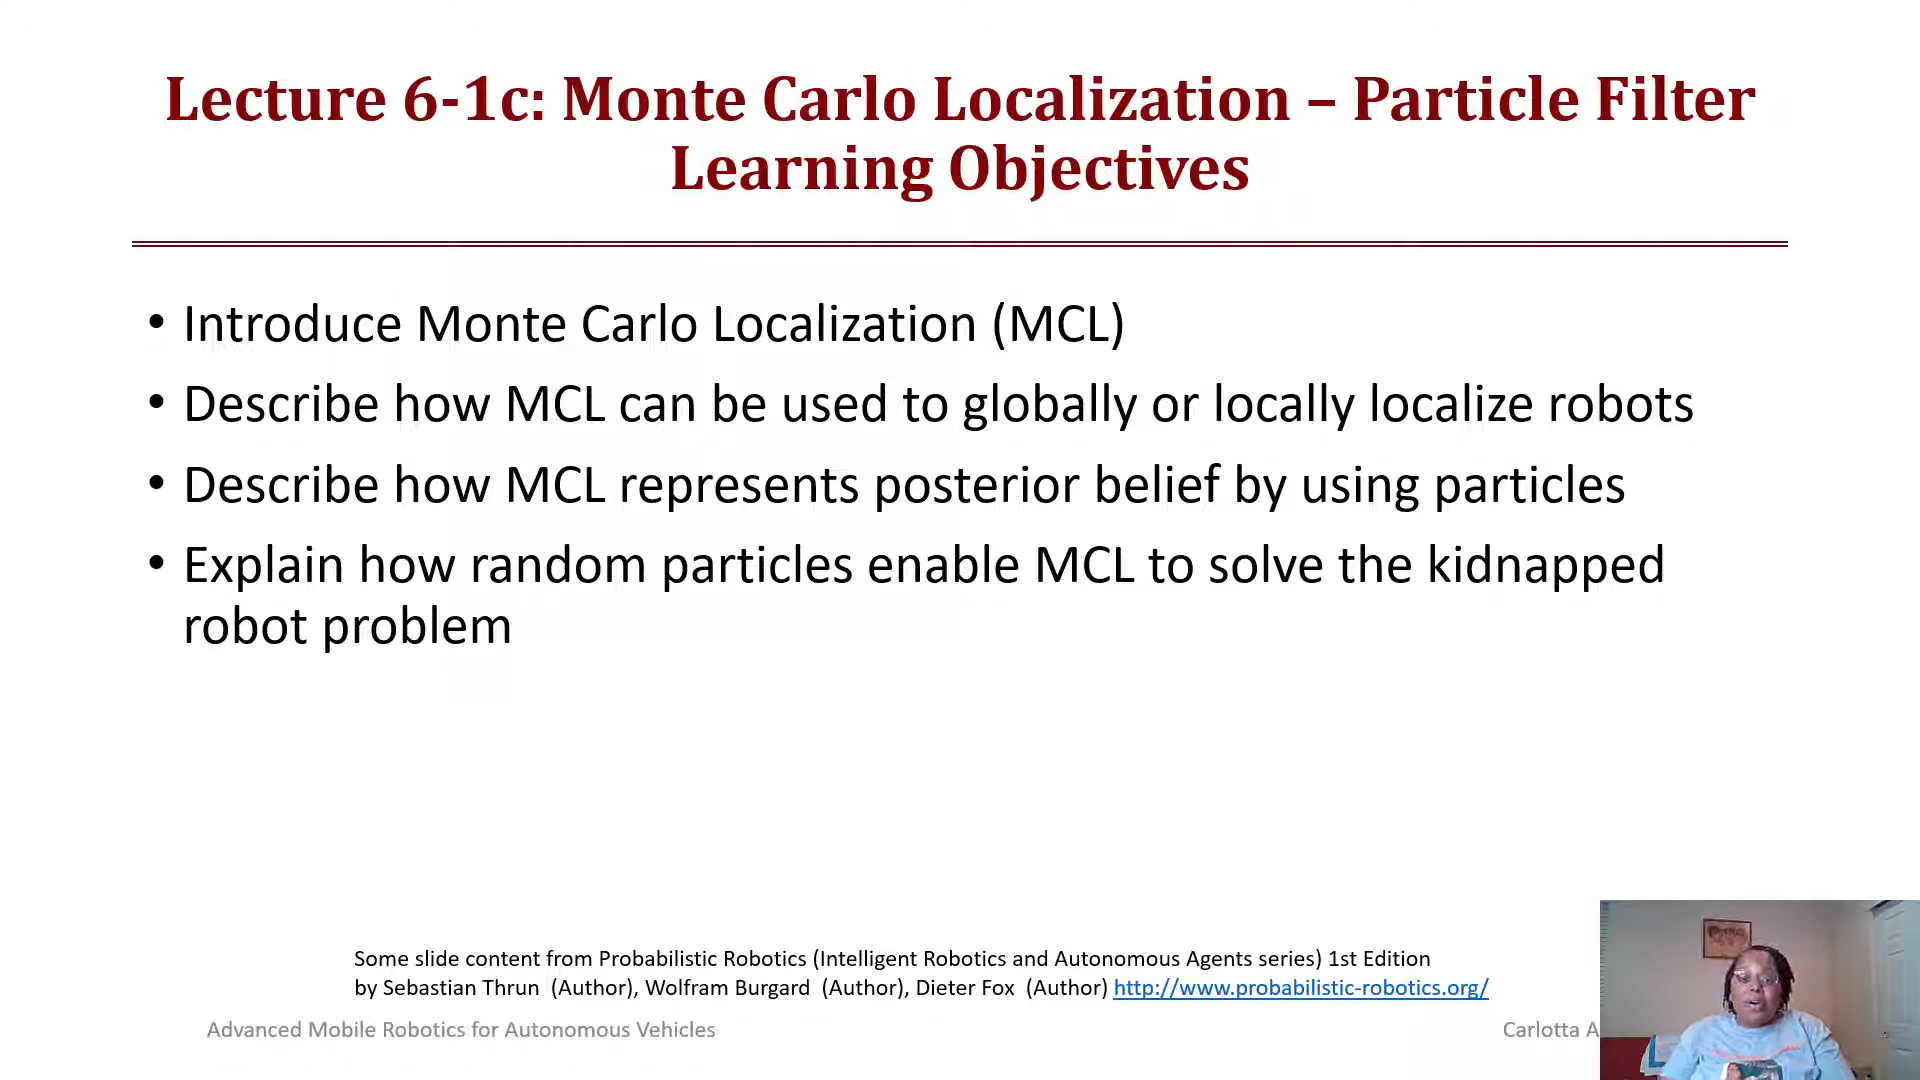 Lecture 6-1c: Monte Carlo Localization – Particle Filter
Learning Objectives
• Introduce Monte Carlo Localization (MCL)
• Describe how MCL can be used to globally or locally localize robots
• Describe how MCL represents posterior belief by using particles
• Explain how random particles enable MCL to solve the kidnapped
robot problem
Some slide content from Probabilistic Robotics (Intelligent Robotics and Autonomous Agents series) 1st Edition
by Sebastian Thrun (Author), Wolfram Burgard (Author), Dieter Fox (Author) http://www.probabilistic-robotics.org/
Advanced Mobile Robotics for Autonomous Vehicles
Carlotta A